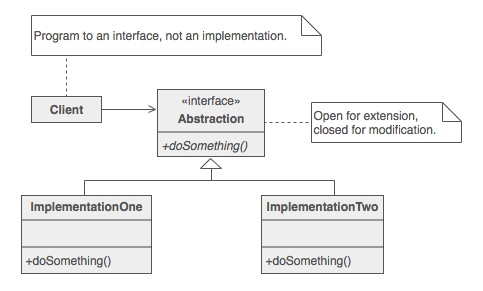 Program to an interface, not an implementation.
Client
«interface»
Abstraction
+doSomething()
Open for extension,
closed for modification.
ImplementationOne
+doSomething()
ImplementationTwo
+doSomething()